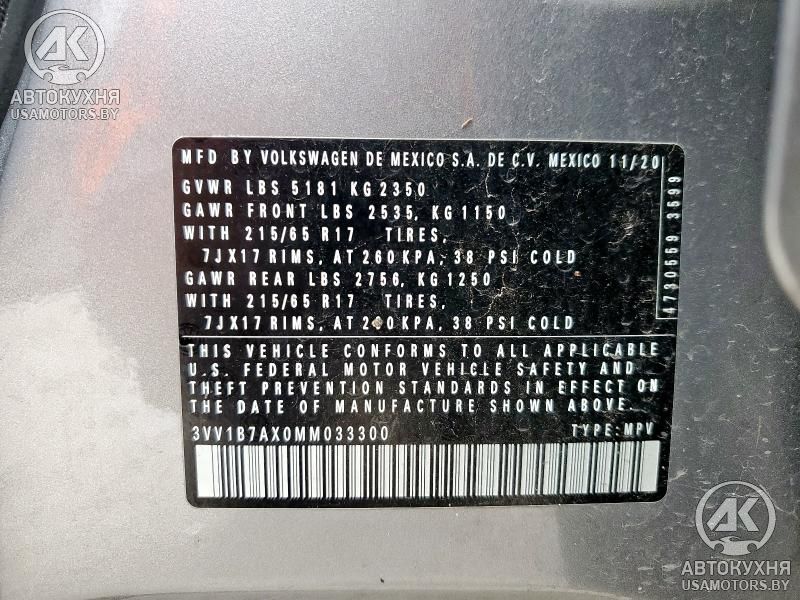 АК
АВТОКУХНЯ
USAMOTORS.BY
MFD BY VOLKSWAGEN DE MEXICO S.A. DE C.V. MEXICO 11/20
GVWR LBS 5181 KG 2350
GAWR FRONT LBS 2535, KG 1150
WITH 215/65 R17 TIRES,
7JX17 RIMS, AT 260 KPA, 38 PSI COLD
GAWR REAR LBS 2756, KG 1250
WITH 215/65 R17 TIRES,
7JX17 RIMS, AT 260 KPA, 38 PSI COLD
4730569 3599
THIS VEHICLE CONFORMS TO ALL APPLICABLE
U.S. FEDERAL MOTOR VEHICLE SAFETY AND
THEFT PREVENTION STANDARDS IN EFFECT ON
THE DATE OF MANUFACTURE SHOWN ABOVE.
3VV1B7AX0MM033300 TYPE: MPV
АК
АВТОКУХНЯ
USAMOTORS.BY